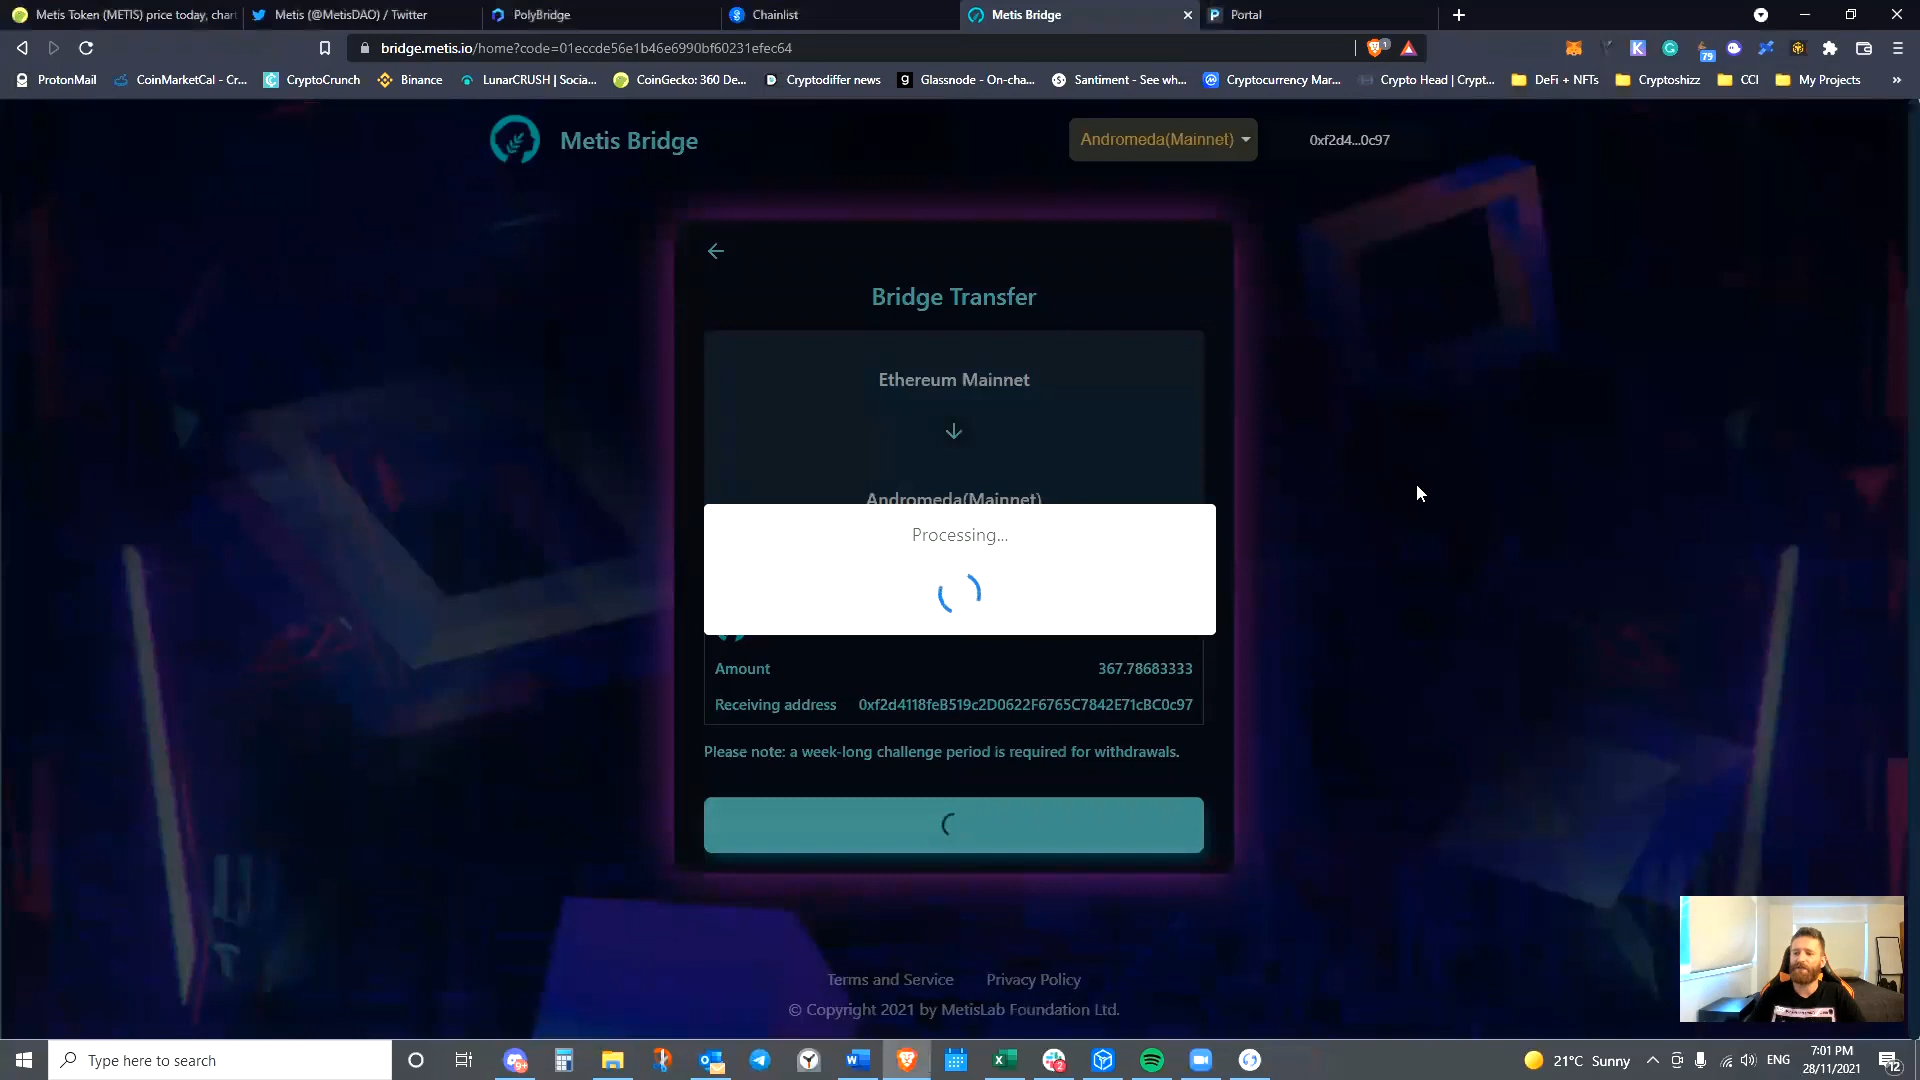 Metis Token (METIS) price today, chart
Metis (@MetisDAO) / Twitter
PolyBridge
Chainlist
Metis Bridge
Portal
bridge.metis.io/home?code=01eccde56e1b46e6990bf60231efec64
1
79
ProtonMail
CoinMarketCal - Cr...
CryptoCrunch
Binance
LunarCRUSH | Socia...
CoinGecko: 360 De...
Cryptodiffer news
Glassnode - On-cha...
Santiment - See wh...
Cryptocurrency Mar...
Crypto Head | Crypt...
DeFi + NFTs
Cryptoshizz
CCI
My Projects
»
Metis Bridge
Andromeda(Mainnet)
0xf2d4...0c97
Bridge Transfer
Ethereum Mainnet
Andromeda(Mainnet)
Processing...
Amount 367.78683333
Receiving address 0xf2d4118feB519c2D0622F6765C7842E71cBC0c97
Please note: a week-long challenge period is required for withdrawals.
Terms and Service Privacy Policy
© Copyright 2021 by MetisLab Foundation Ltd.
Type here to search
21°C Sunny
ENG
7:01 PM
28/11/2021
12